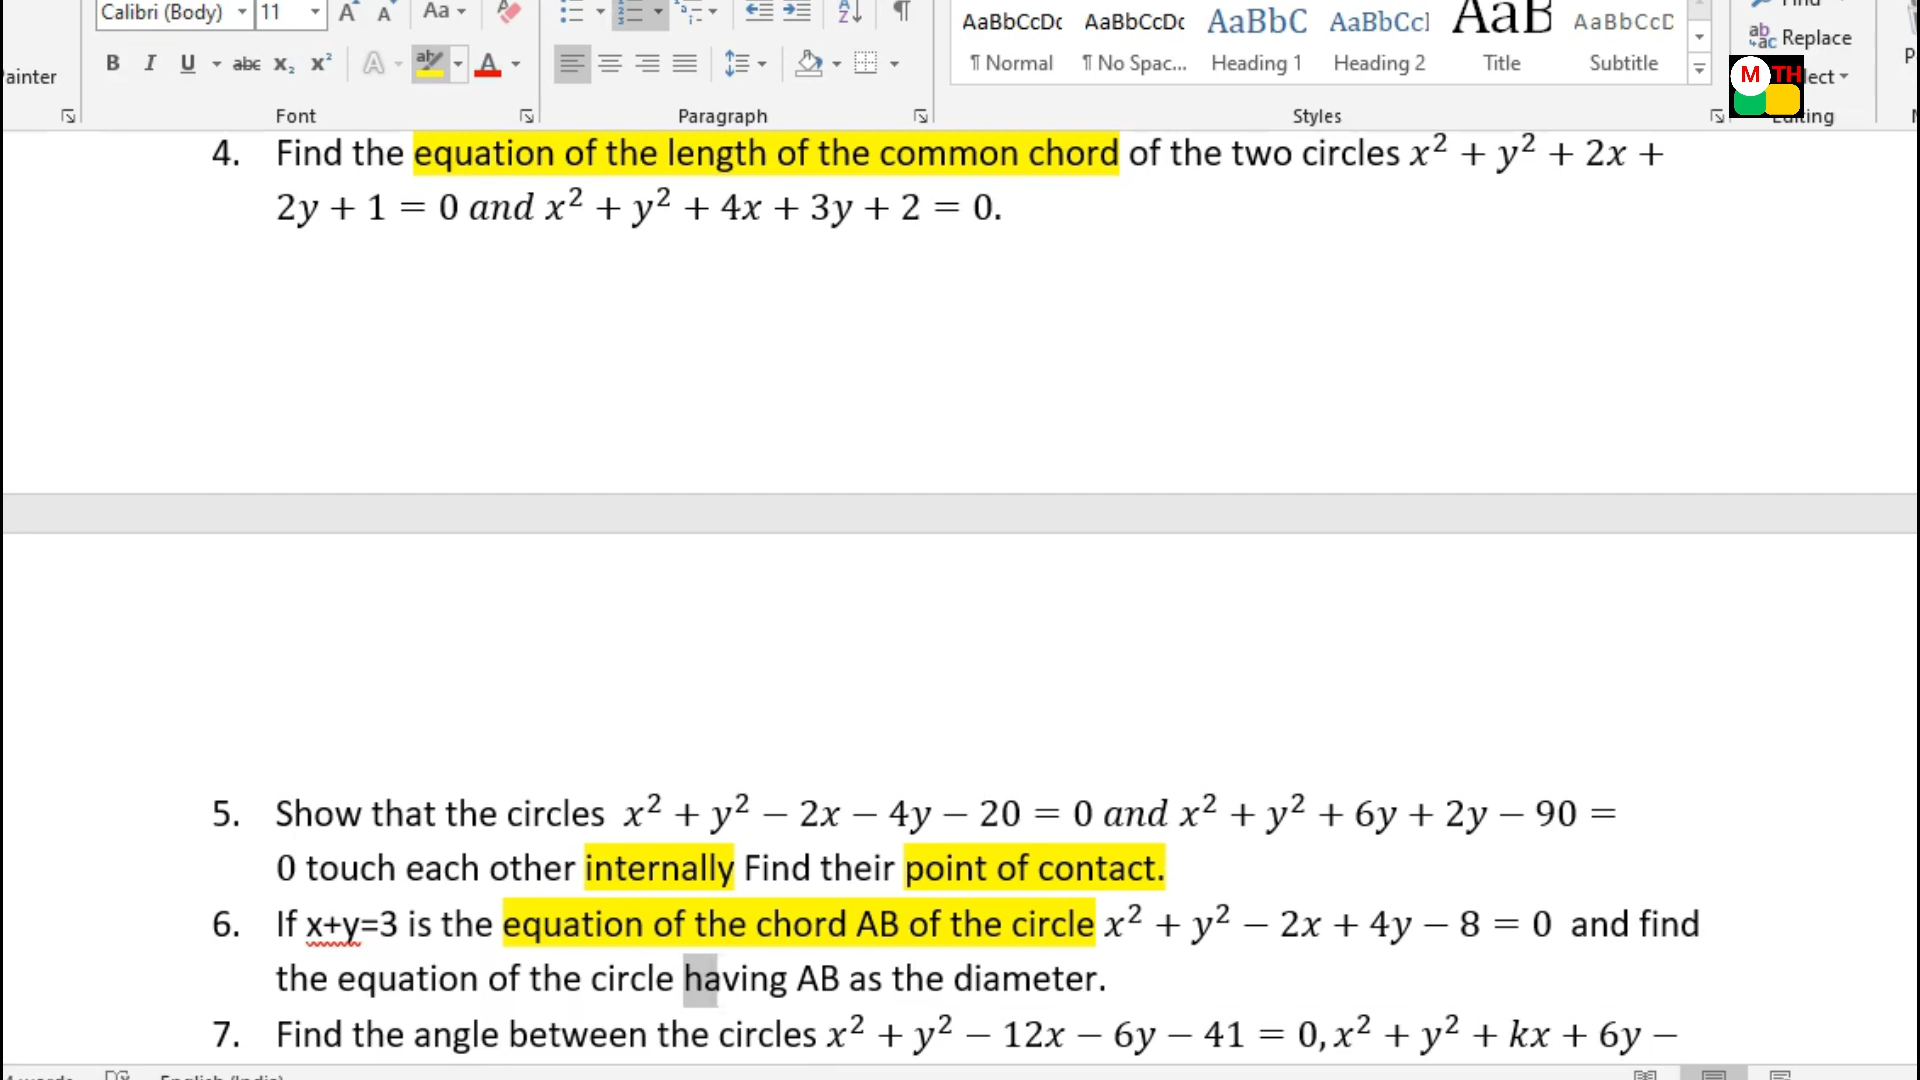 Calibri (Body) 11 A A Aa
ainter B I U abc X₂ X² A aby A
Font
Paragraph
AaBbCcDc AaBbCcDc AaBbC AaBbCcl AaB AaBbCcD
¶ Normal ¶ No Spac... Heading 1 Heading 2 Title Subtitle
Styles
Replace
lect
Editing
M TH
4. Find the equation of the length of the common chord of the two circles x² + y² + 2x +
2y + 1 = 0 and x² + y² + 4x + 3y + 2 = 0.
5. Show that the circles x² + y² − 2x − 4y − 20 = 0 and x² + y² + 6y + 2y − 90 =
0 touch each other internally Find their point of contact.
6. If x+y=3 is the equation of the chord AB of the circle x² + y² − 2x + 4y − 8 = 0 and find
the equation of the circle having AB as the diameter.
7. Find the angle between the circles x² + y² − 12x − 6y − 41 = 0, x² + y² + kx + 6y −